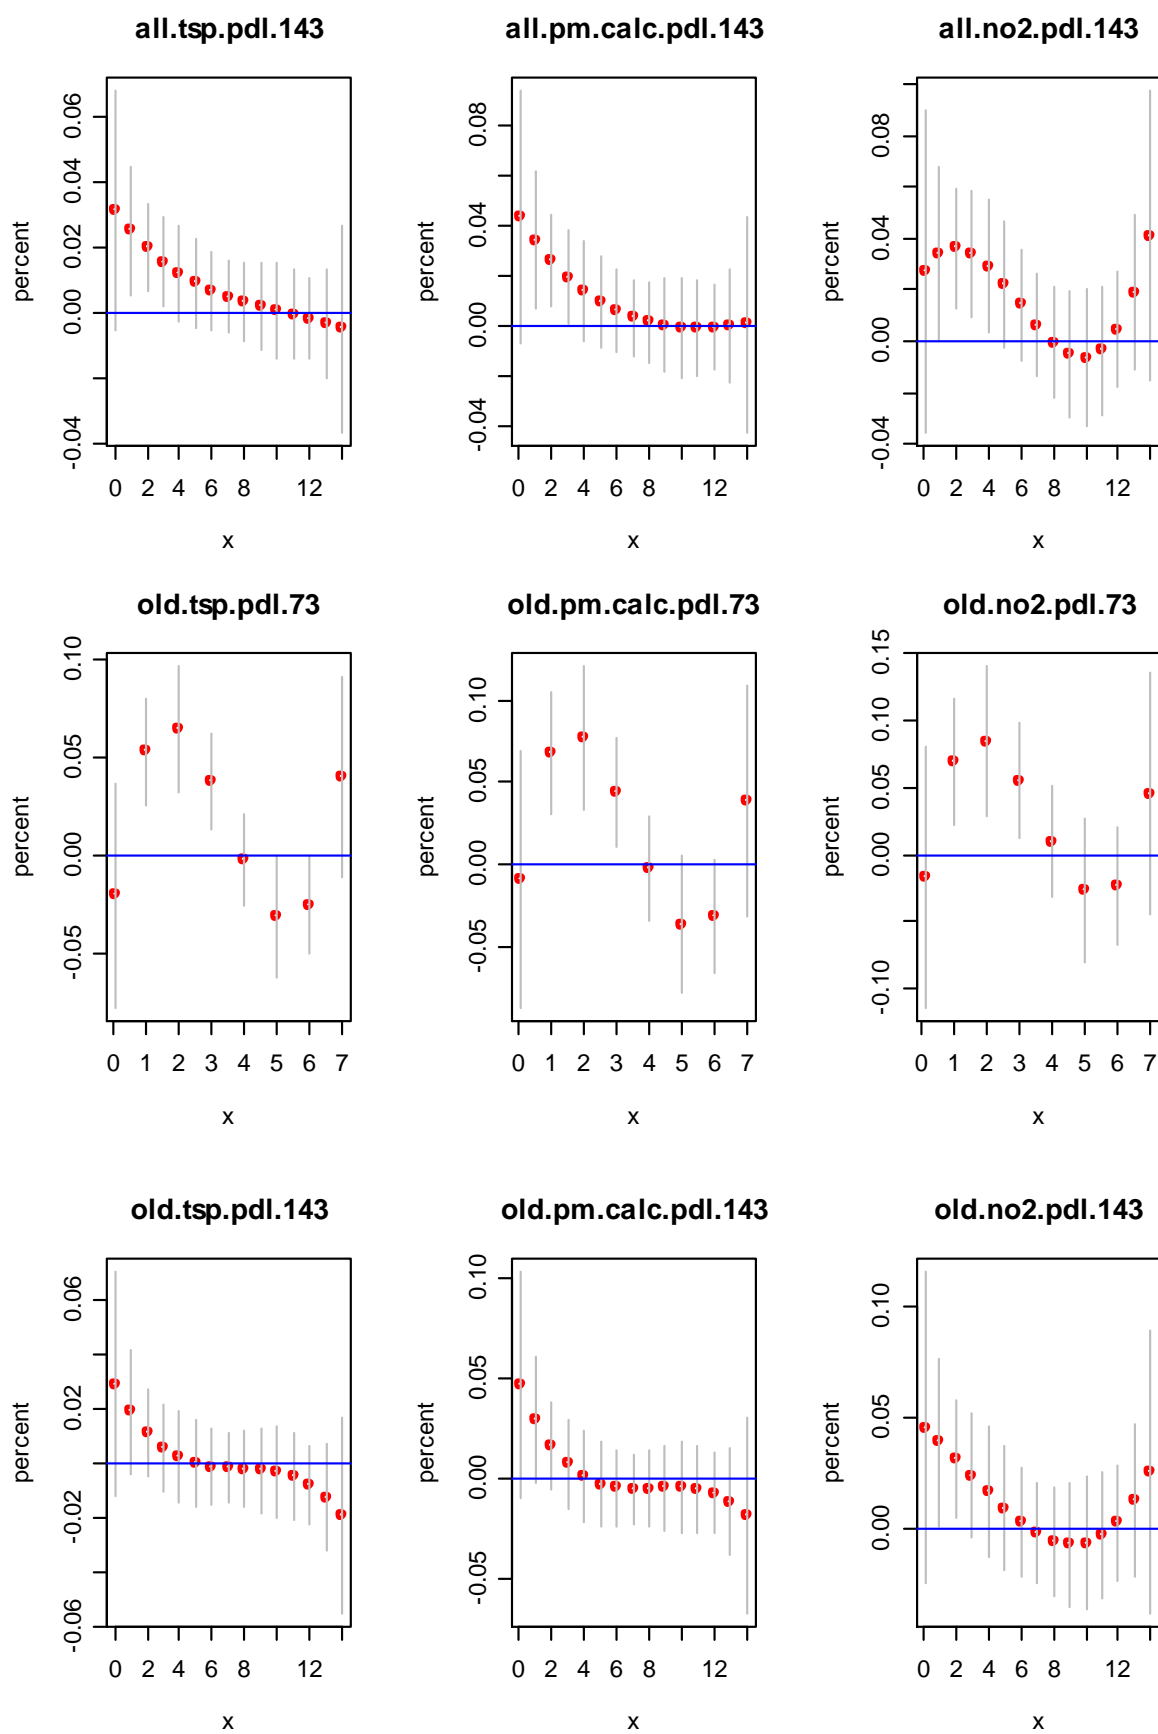 all.tsp.pdl.143 all.pm.calc.pdl.143 all.no2.pdl.143
percent percent percent
0.06 0.02 0.00 -0.04
0.08 0.04 0.00 -0.04
0.08 0.04 0.00 -0.04
0 2 4 6 8 12 0 2 4 6 8 12 0 2 4 6 8 12
x x x
old.tsp.pdl.73 old.pm.calc.pdl.73 old.no2.pdl.73
percent percent percent
0.10 0.05 0.00 -0.05
0.10 0.05 0.00 -0.05
0.15 0.10 0.05 0.00 -0.10
0 1 2 3 4 5 6 7 0 1 2 3 4 5 6 7 0 1 2 3 4 5 6 7
x x x
old.tsp.pdl.143 old.pm.calc.pdl.143 old.no2.pdl.143
percent percent percent
0.06 0.02 -0.02 -0.06
0.10 0.05 0.00 -0.05
0.10 0.05 0.00
0 2 4 6 8 12 0 2 4 6 8 12 0 2 4 6 8 12
x x x